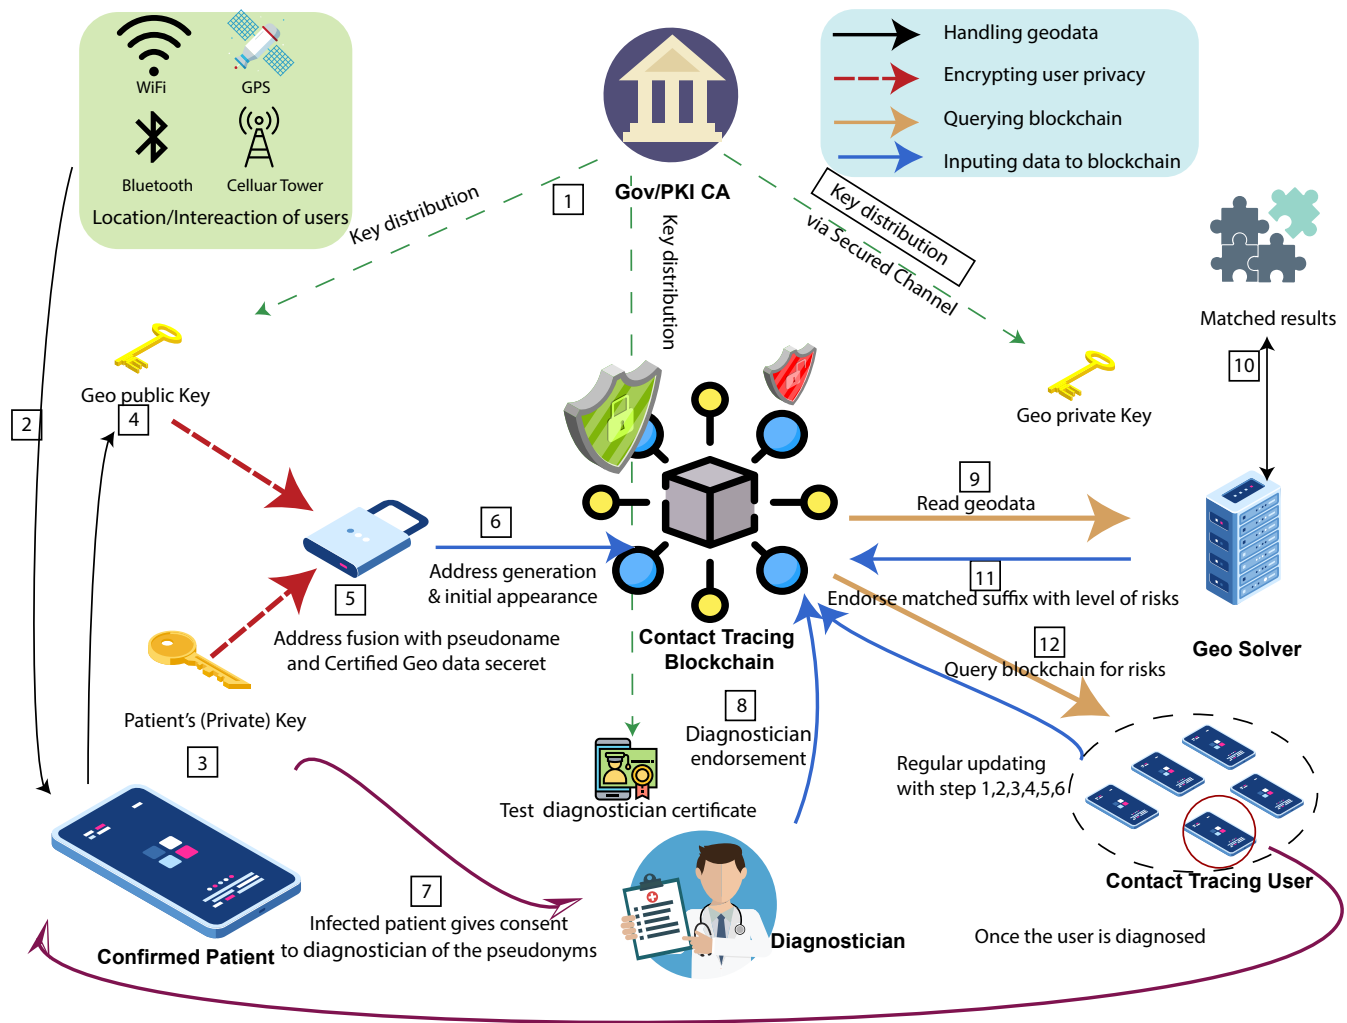 WiFi
GPS
Bluetooth
Celluar Tower
Location/Intereaction of users
Gov/PKI CA
Handling geodata
Encrypting user privacy
Querying blockchain
Inputing data to blockchain
1
Key distribution
Key distribution
Key distribution
via Secured Channel
Matched results
10
Geo public Key
2
4
Geo private Key
9
Read geodata
6
Address generation
& initial appearance
5
Address fusion with pseudoname
and Certified Geo data seceret
11
Endorse matched suffix with level of risks
Contact Tracing
Blockchain
12
Query blockchain for risks
Geo Solver
Patient's (Private) Key
3
8
Diagnostician
endorsement
Regular updating
with step 1,2,3,4,5,6
Test diagnostician certificate
Contact Tracing User
7
Infected patient gives consent
to diagnostician of the pseudonyms
Confirmed Patient
Diagnostician
Once the user is diagnosed